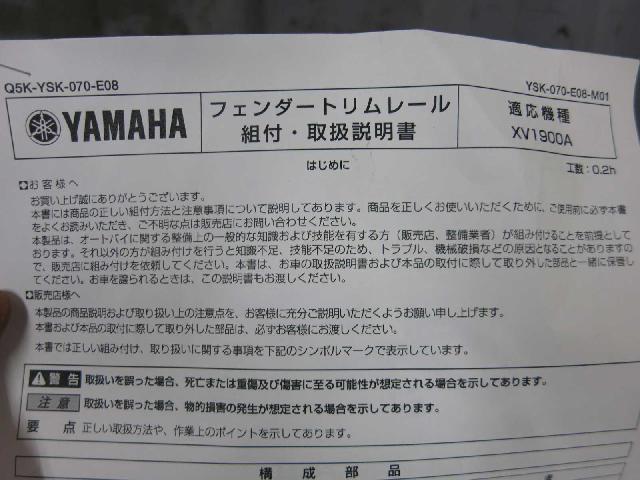 Q5K-YSK-070-E08
YSK-070-E08-M01
YAMAHA
フェンダートリムレール
組付・取扱説明書
適応機種
XV1900A
はじめに
工数：0.2h
お客様へ
お買い上げ誠にありがとうございます。
本書には商品の正しい組付方法と注意事項について説明してあります。商品を正しくお使いいただくために、ご使用前に必ず本書
をよくお読みいただき、ご不明な点は販売店にお問い合わせください。
本製品は、オートバイに関する整備上の一般的な知識および技能を有する方（販売店、整備業者）が組み付けることを前提として
おります。それ以外の方が組み付けを行うと知識不足、技能不足のため、トラブル、機械破損などの原因となることがありますの
で、販売店に組み付けを依頼してください。本書は、お車の取扱説明書および本品の取付に際して取り外した部品と一緒に保管し
てください。お車を譲られるときは、この説明書もお渡しください。
販売店様へ
本製品の商品説明および取り扱い上の注意点を、お客様に充分ご説明いただくようお願い申し上げます。
本書および本品の取付に際して取り外した部品は、必ずお客様にお渡しください。
本書では正しい組み付け、取り扱いに関する事項を下記のシンボルマークで表示しています。
警告 取扱いを誤った場合、死亡または重傷及び傷害に至る可能性が想定される場合を示してあります。
注意 取扱いを誤った場合、物的損害の発生が想定される場合を示してあります。
要点 正しい取扱方法や、作業上のポイントを示してあります。
構成部品